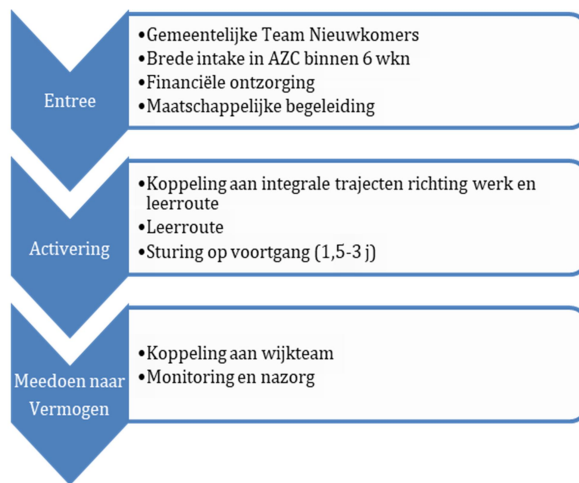 Entree
•Gemeentelijke Team Nieuwkomers
•Brede intake in AZC binnen 6 wkn
•Financiële ontzorging
•Maatschappelijke begeleiding
Activering
•Koppeling aan integrale trajecten richting werk en
leerroute
•Leerroute
•Sturing op voortgang (1,5-3 j)
Meedoen naar
Vermogen
•Koppeling aan wijkteam
•Monitoring en nazorg